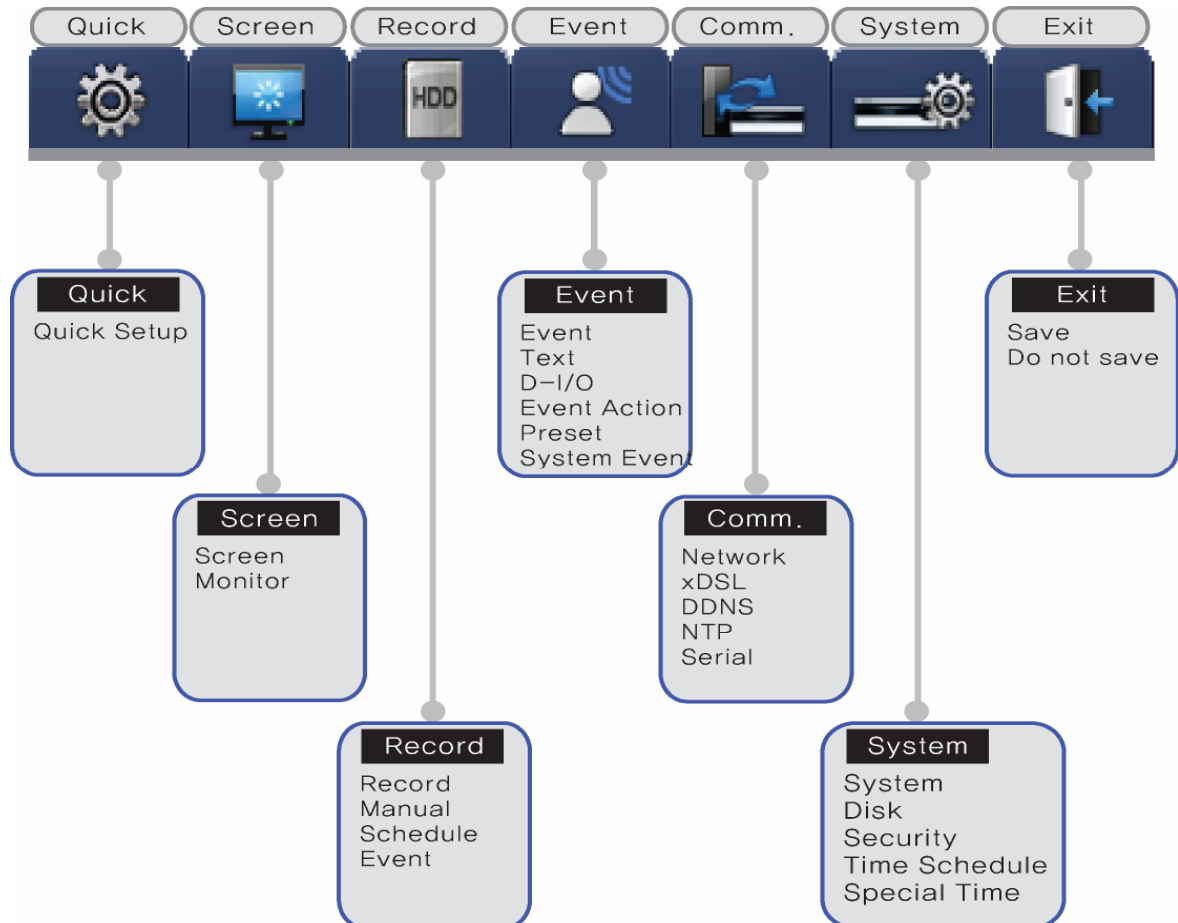 Quick
Screen
Record
Event
Comm.
System
Exit
HDD
Quick
Quick Setup
Event
Event
Text
D-I/O
Event Action
Preset
System Event
Exit
Save
Do not save
Screen
Screen
Monitor
Comm.
Network
xDSL
DDNS
NTP
Serial
Record
Record
Manual
Schedule
Event
System
System
Disk
Security
Time Schedule
Special Time